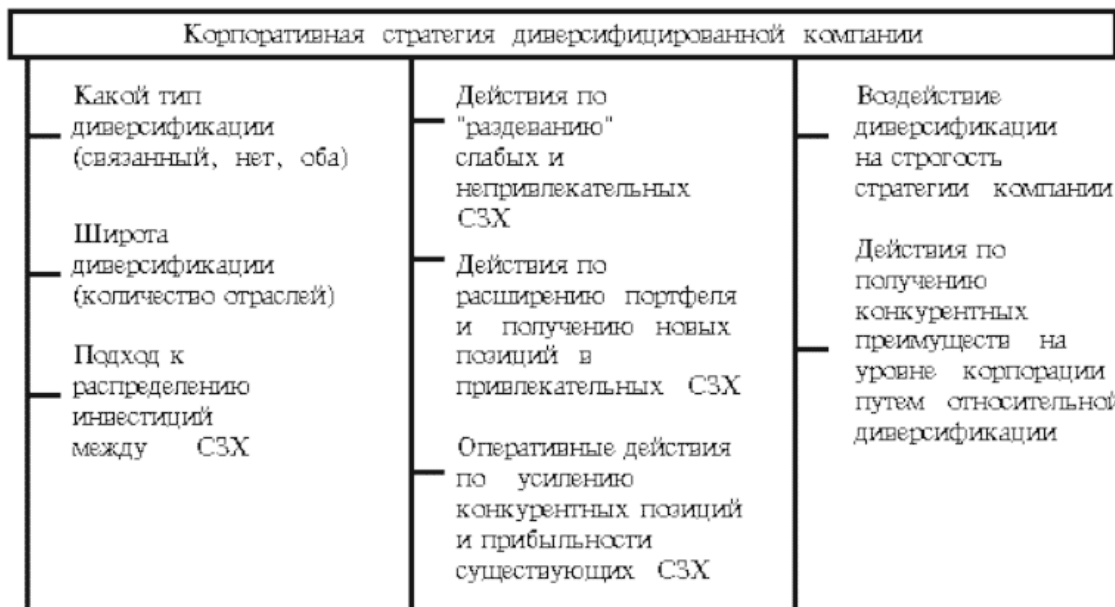 Корпоративная стратегия диверсифицированной компании
Какой тип
диверсификации
(связанный, нет, оба)
Широта
диверсификации
(количество отраслей)
Подход к
распределению
инвестиций
между СЗХ
Действия по
"раздеванию"
слабых и
непривлекательных
СЗХ
Действия по
расширению портфеля
и получению новых
позиций в
привлекательных СЗХ
Оперативные действия
по усилению
конкурентных позиций
и прибыльности
существующих СЗХ
Воздействие
диверсификации
на строгость
стратегии компании
Действия по
получению
конкурентных
преимуществ на
уровне корпорации
путем относительной
диверсификации